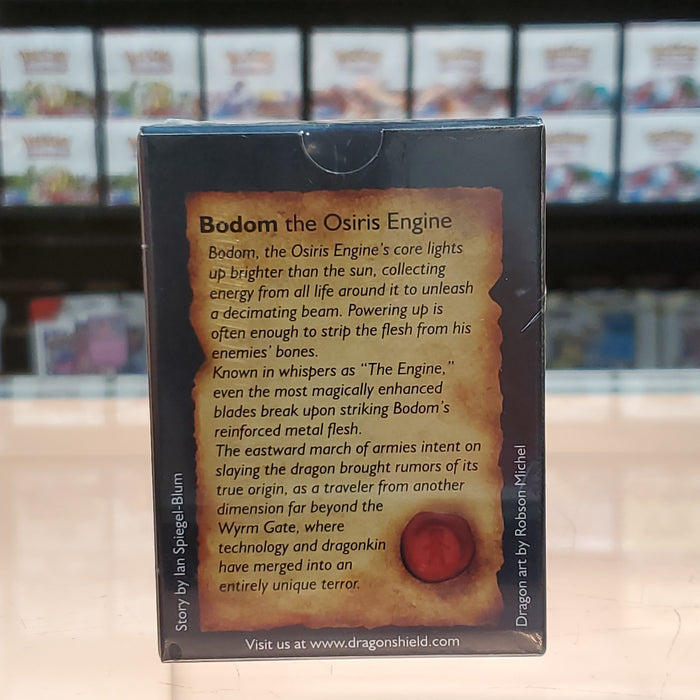 Bodom the Osiris Engine
Bodom, the Osiris Engine's core lights
up brighter than the sun, collecting
energy from all life around it to unleash
a decimating beam. Powering up is
often enough to strip the flesh from his
enemies' bones.
Known in whispers as "The Engine,"
even the most magically enhanced
blades break upon striking Bodom's
reinforced metal flesh.
The eastward march of armies intent on
slaying the dragon brought rumors of its
true origin, as a traveler from another
dimension far beyond the
Wyrm Gate, where
technology and dragonkin
have merged into an
entirely unique terror.
Story by Ian Spiegel-Blum
Dragon art by Robson Michel
Visit us at www.dragonshield.com